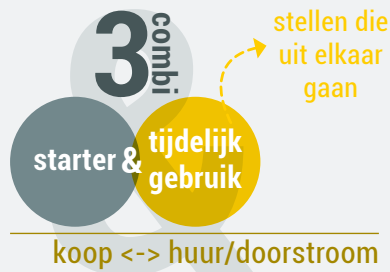 3
combi
stellen die
uit elkaar
gaan
starter & tijdelijk
gebruik
koop <-> huur/doorstroom